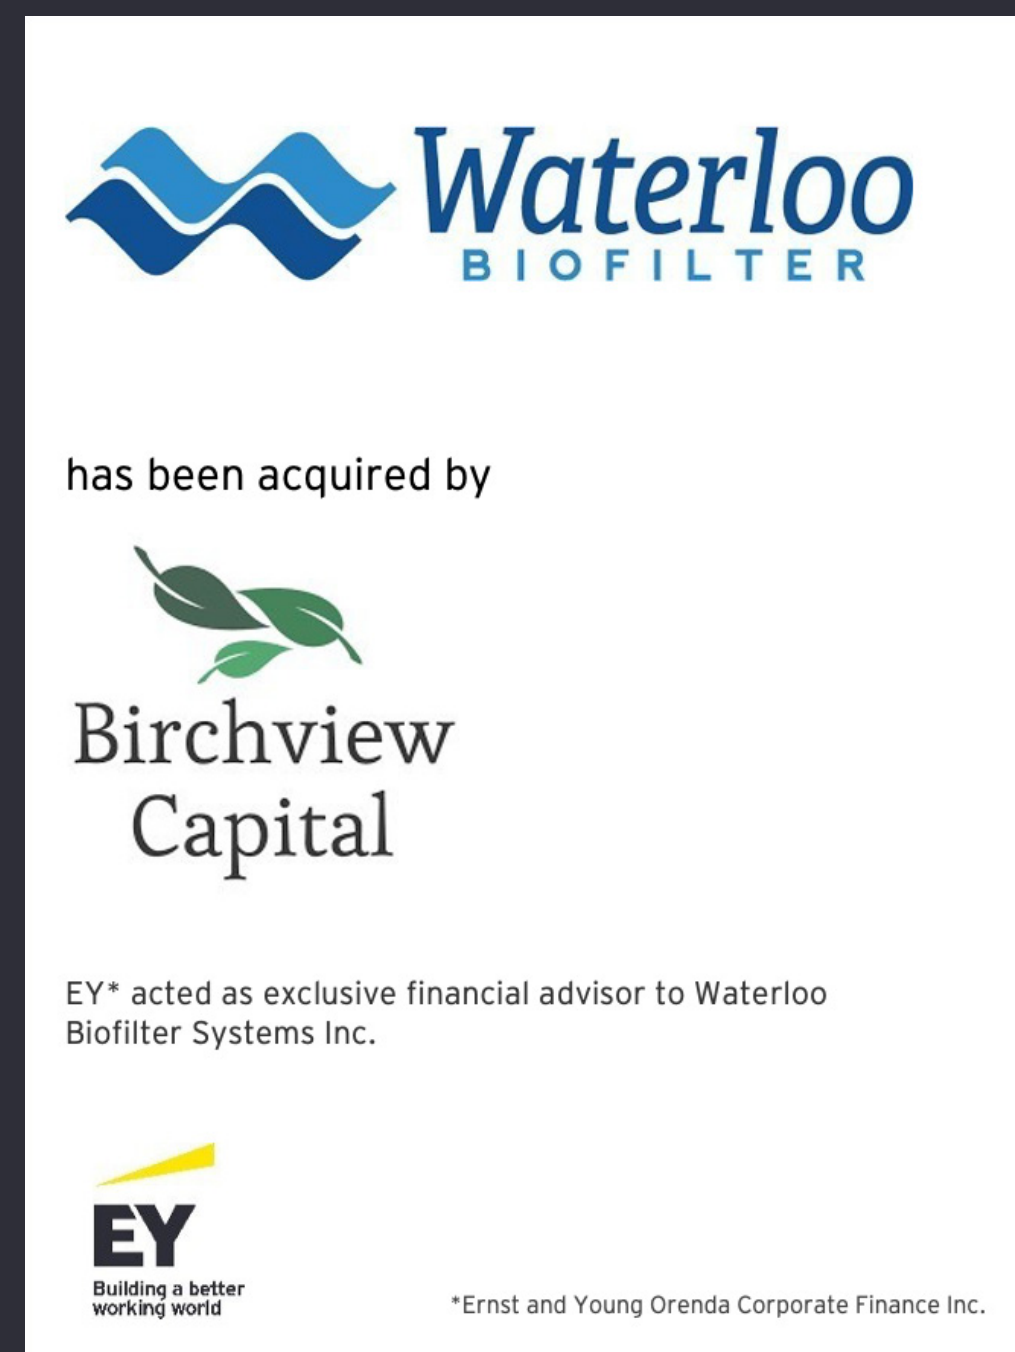 Waterloo
BIOFILTER
has been acquired by
Birchview
Capital
EY* acted as exclusive financial advisor to Waterloo
Biofilter Systems Inc.
EY
Building a better
working world
*Ernst and Young Orenda Corporate Finance Inc.